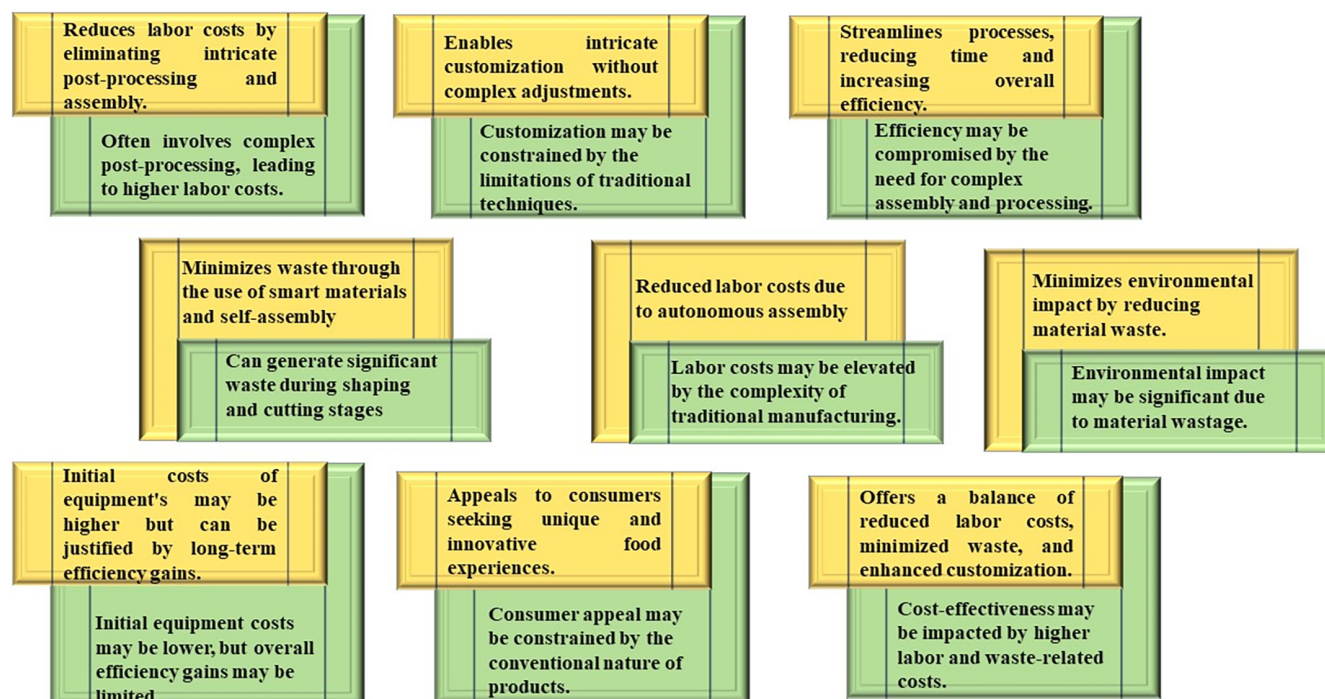 Reduces labor costs by
eliminating intricate
post-processing and
assembly.
Often involves complex
post-processing, leading
to higher labor costs.
Enables intricate
customization without
complex adjustments.
Customization may be
constrained by the
limitations of traditional
techniques.
Streamlines processes,
reducing time and
increasing overall
efficiency.
Efficiency may be
compromised by the
need for complex
assembly and processing.
Minimizes waste through
the use of smart materials
and self-assembly
Can generate significant
waste during shaping
and cutting stages
Reduced labor costs due
to autonomous assembly
Labor costs may be elevated
by the complexity of
traditional manufacturing.
Minimizes environmental
impact by reducing
material waste.
Environmental impact
may be significant due
to material wastage.
Initial costs of
equipment's may be
higher but can be
justified by long-term
efficiency gains.
Initial equipment costs
may be lower, but overall
efficiency gains may be
limited
Appeals to consumers
seeking unique and
innovative food
experiences.
Consumer appeal may
be constrained by the
conventional nature of
products.
Offers a balance of
reduced labor costs,
minimized waste, and
enhanced customization.
Cost-effectiveness may
be impacted by higher
labor and waste-related
costs.